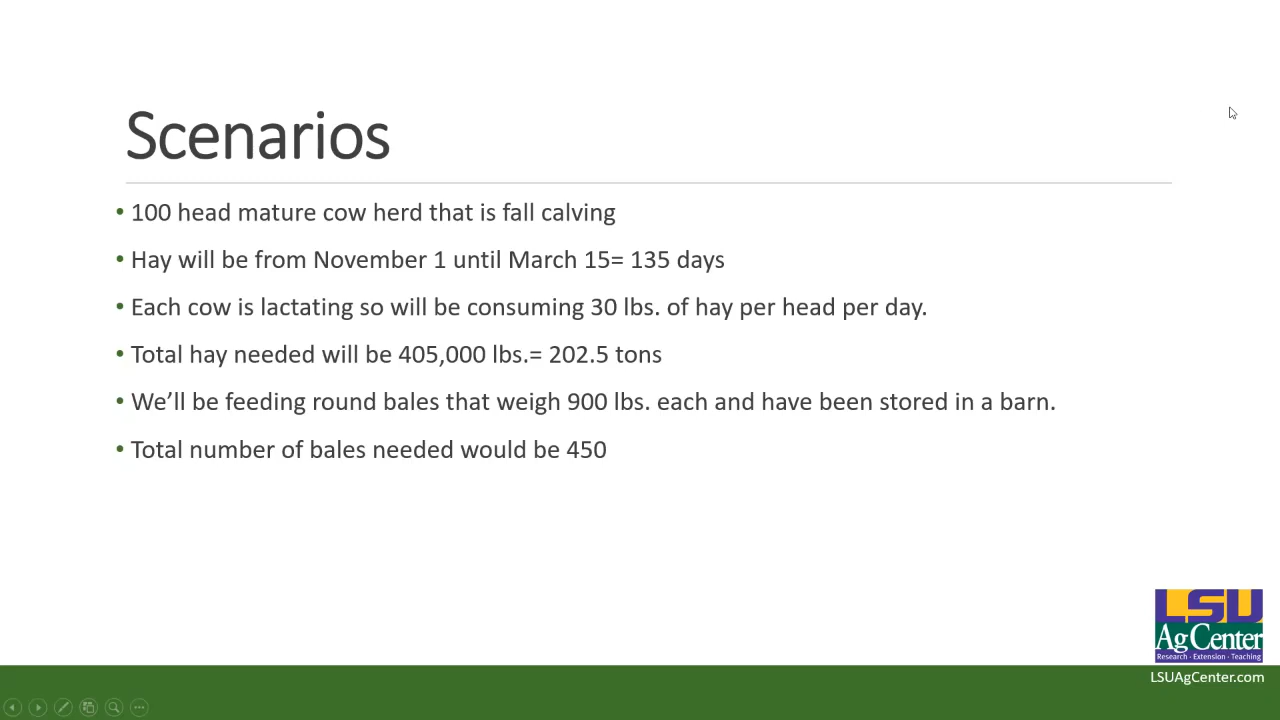 Scenarios
• 100 head mature cow herd that is fall calving
• Hay will be from November 1 until March 15= 135 days
• Each cow is lactating so will be consuming 30 lbs. of hay per head per day.
• Total hay needed will be 405,000 lbs.= 202.5 tons
• We’ll be feeding round bales that weigh 900 lbs. each and have been stored in a barn.
• Total number of bales needed would be 450
LSU
AgCenter
Research · Extension · Teaching
LSUAgCenter.com